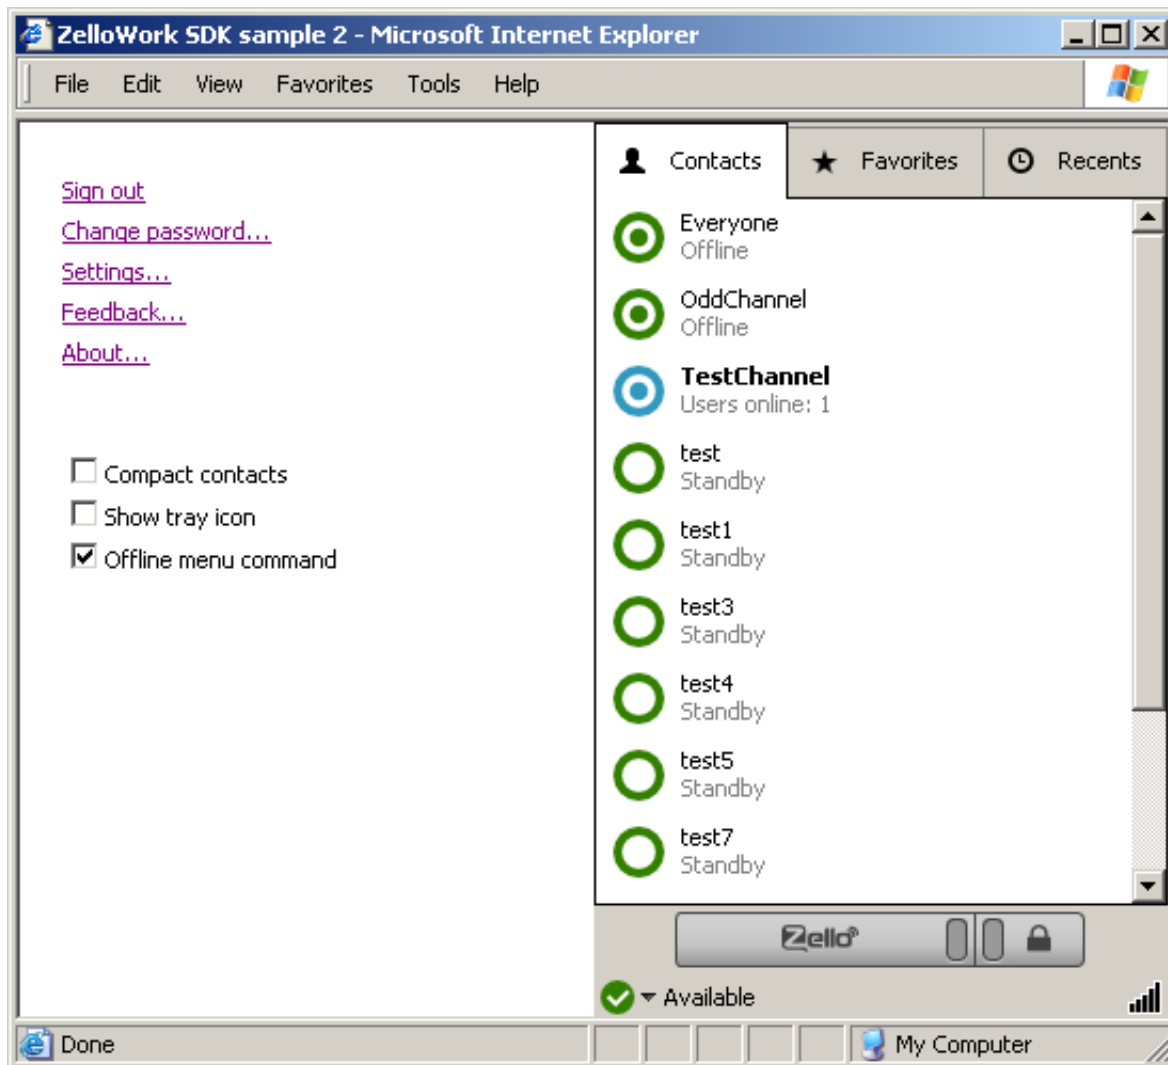 ZelloWork SDK sample 2 - Microsoft Internet Explorer
File Edit View Favorites Tools Help
Sign out
Change password...
Settings...
Feedback...
About...
Compact contacts
Show tray icon
Offline menu command
Contacts Favorites Recents
Everyone
Offline
OddChannel
Offline
TestChannel
Users online: 1
test
Standby
test1
Standby
test3
Standby
test4
Standby
test5
Standby
test7
Standby
Zello
Available
Done
My Computer